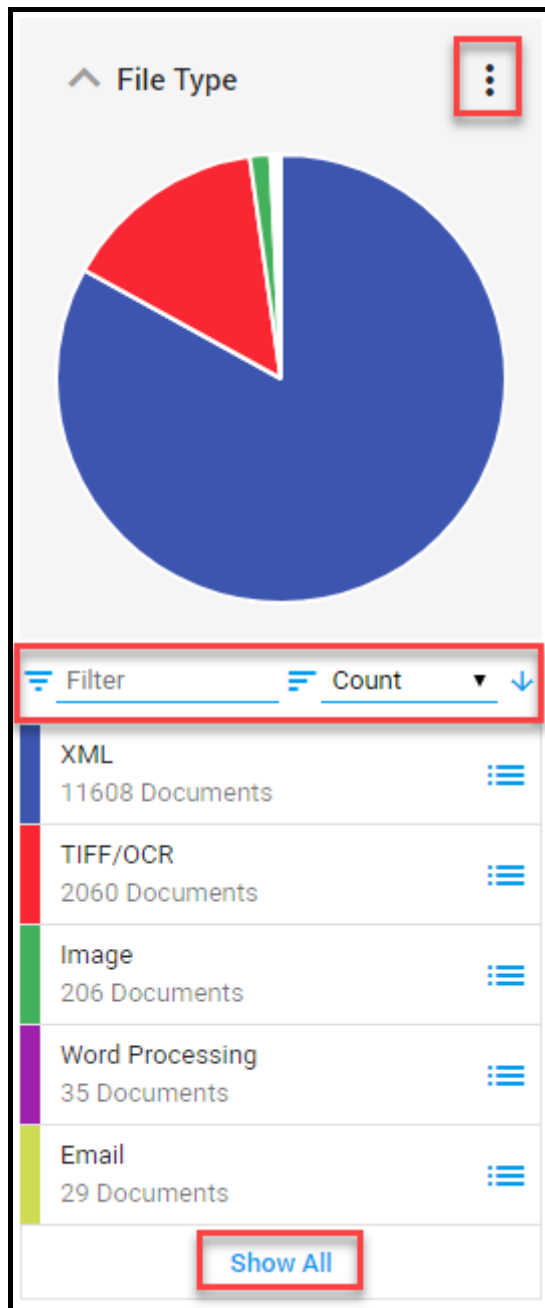 File Type
Filter Count
XML
11608 Documents
TIFF/OCR
2060 Documents
Image
206 Documents
Word Processing
35 Documents
Email
29 Documents
Show All